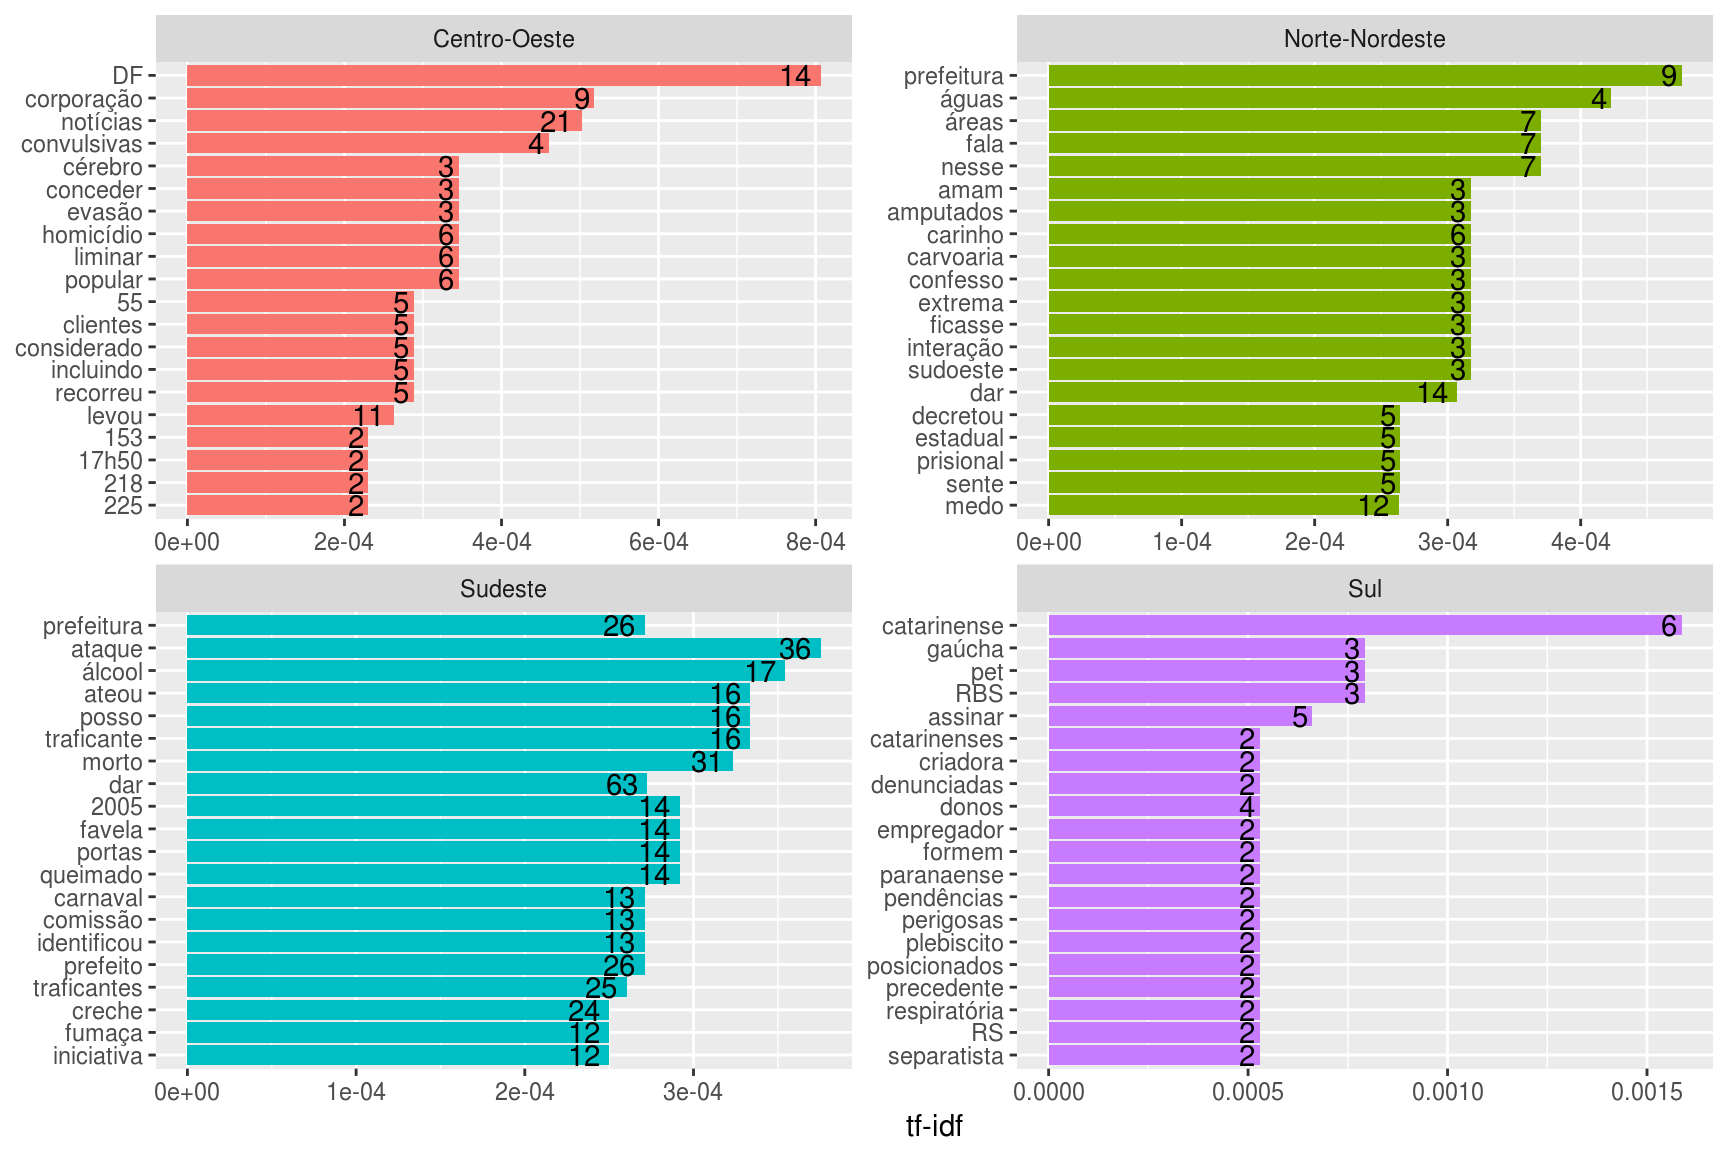 Centro-Oeste
DF 14
corporação 9
notícias 21
convulsivas 4
cérebro 3
conceder 3
evasão 3
homicídio 6
liminar 6
popular 6
55 5
clientes 5
considerado 5
incluindo 5
recorreu 5
levou 11
153 2
17h50 2
218 2
225 2
0e+00 2e-04 4e-04 6e-04 8e-04
Norte-Nordeste
prefeitura 9
águas 4
áreas 7
fala 7
nesse 7
amam 3
amputados 3
carinho 6
carvoaria 3
confesso 3
extrema 3
ficasse 3
interação 3
sudoeste 3
dar 14
decretou 5
estadual 5
prisional 5
sente 5
medo 12
0e+00 1e-04 2e-04 3e-04 4e-04
Sudeste
prefeitura 26
ataque 36
álcool 17
ateou 16
posso 16
traficante 16
morto 31
dar 63
2005 14
favela 14
portas 14
queimado 14
carnaval 13
comissão 13
identificou 13
prefeito 26
traficantes 25
creche 24
fumaça 12
iniciativa 12
0e+00 1e-04 2e-04 3e-04
Sul
catarinense 6
gaúcha 3
pet 3
RBS 3
assinar 5
catarinenses 2
criadora 2
denunciadas 2
donos 4
empregador 2
formem 2
paranaense 2
pendências 2
perigosas 2
plebiscito 2
posicionados 2
precedente 2
respiratória 2
RS 2
separatista 2
0.0000 0.0005 0.0010 0.0015
tf-idf